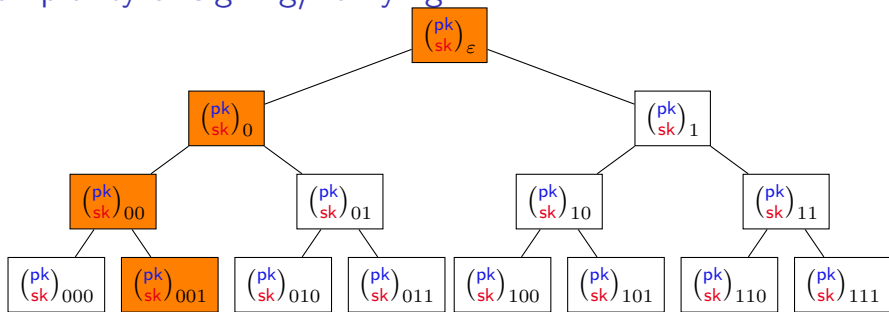 (pk sk)ε
(pk sk)0 (pk sk)1
(pk sk)00 (pk sk)01 (pk sk)10 (pk sk)11
(pk sk)000 (pk sk)001 (pk sk)010 (pk sk)011 (pk sk)100 (pk sk)101 (pk sk)110 (pk sk)111